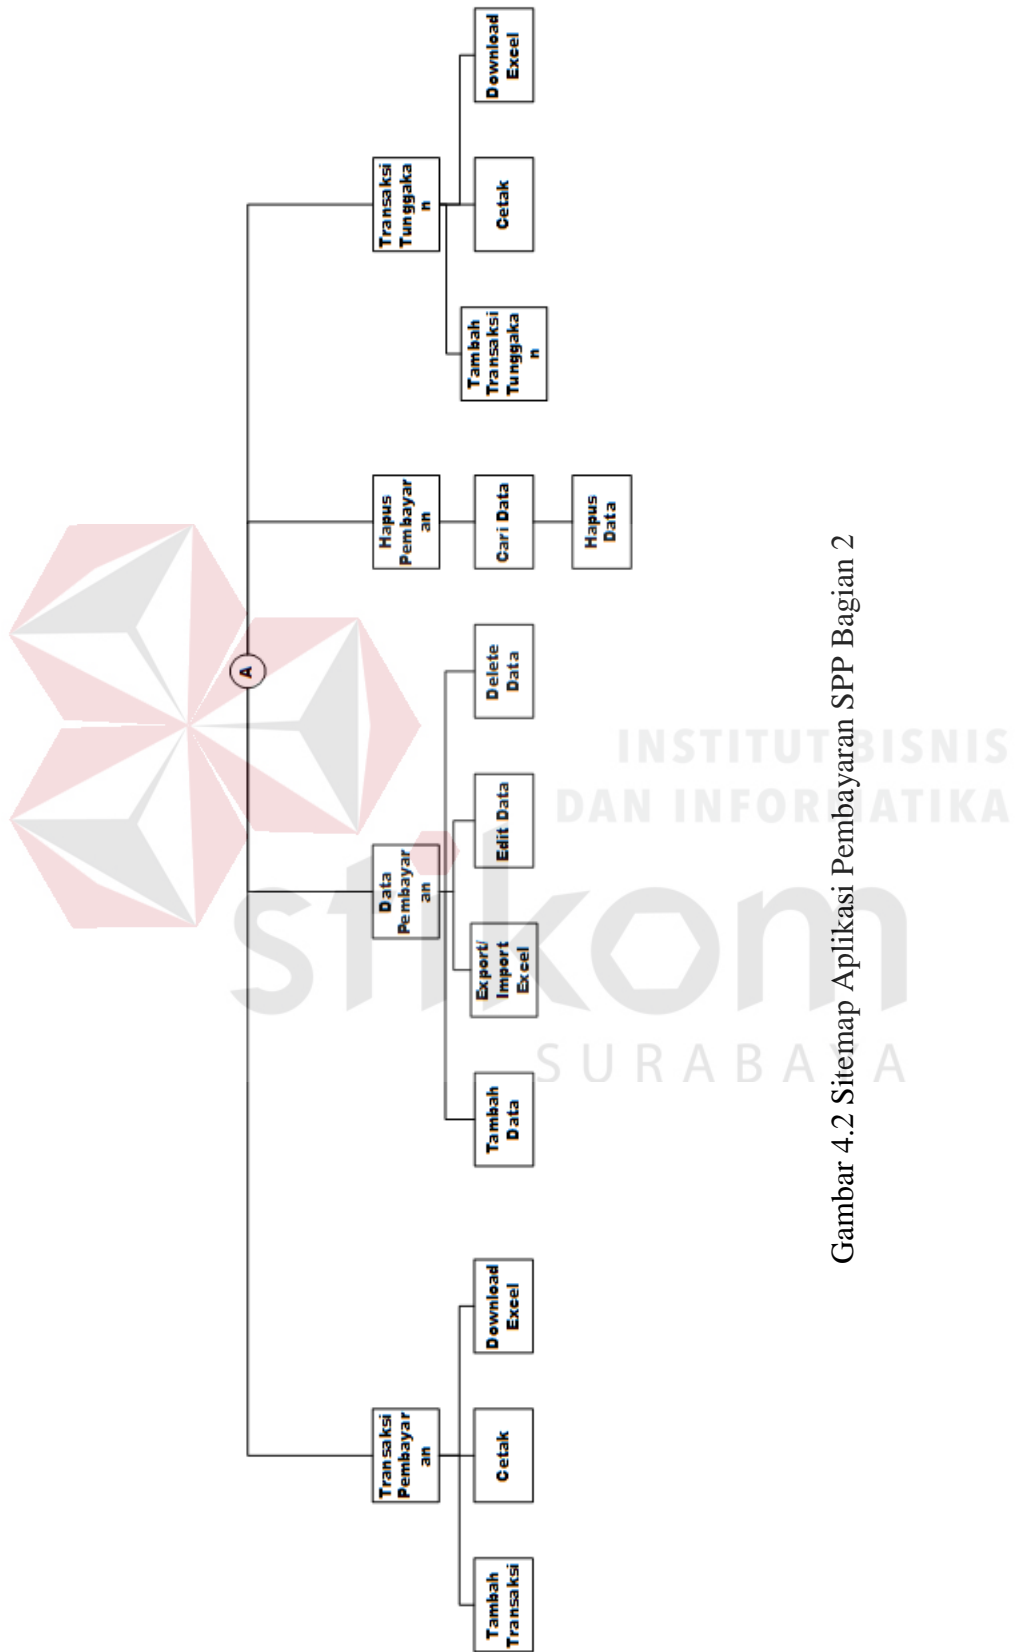 A
Transaksi
Pembayar
an
Data
Pembayar
an
Hapus
Pembayar
an
Transaksi
Tunggaka
n
Tambah
Transaksi
Cetak
Download
Excel
Tambah
Data
Export/
Import
Excel
Edit Data
Delete
Data
Cari Data
Hapus
Data
Tambah
Transaksi
Tunggaka
n
Cetak
Download
Excel
Gambar 4.2 Sitemap Aplikasi Pembayaran SPP Bagian 2
INSTITUT BISNIS
DAN INFORMATIKA
stikom
SURABAYA